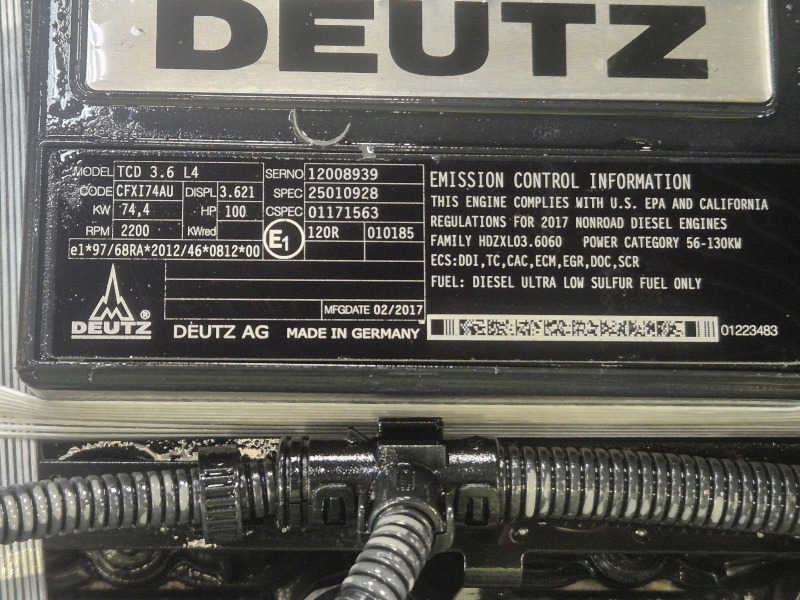 DEUTZ
MODEL TCD 3.6 L4
CODE CFXI74AU DISPL 3.621
KW 74,4 HP 100
RPM 2200 KWred
e1*97/68RA*2012/46*0812*00
SERNO 12008939
SPEC 25010928
CSPEC 01171563
E1 120R 010185
MFGDATE 02/2017
DEUTZ ®
DEUTZ AG MADE IN GERMANY
EMISSION CONTROL INFORMATION
THIS ENGINE COMPLIES WITH U.S. EPA AND CALIFORNIA
REGULATIONS FOR 2017 NONROAD DIESEL ENGINES
FAMILY HDZXL03.6060 POWER CATEGORY 56-130KW
ECS:DDI,TC,CAC,ECM,EGR,DOC,SCR
FUEL: DIESEL ULTRA LOW SULFUR FUEL ONLY
01223483